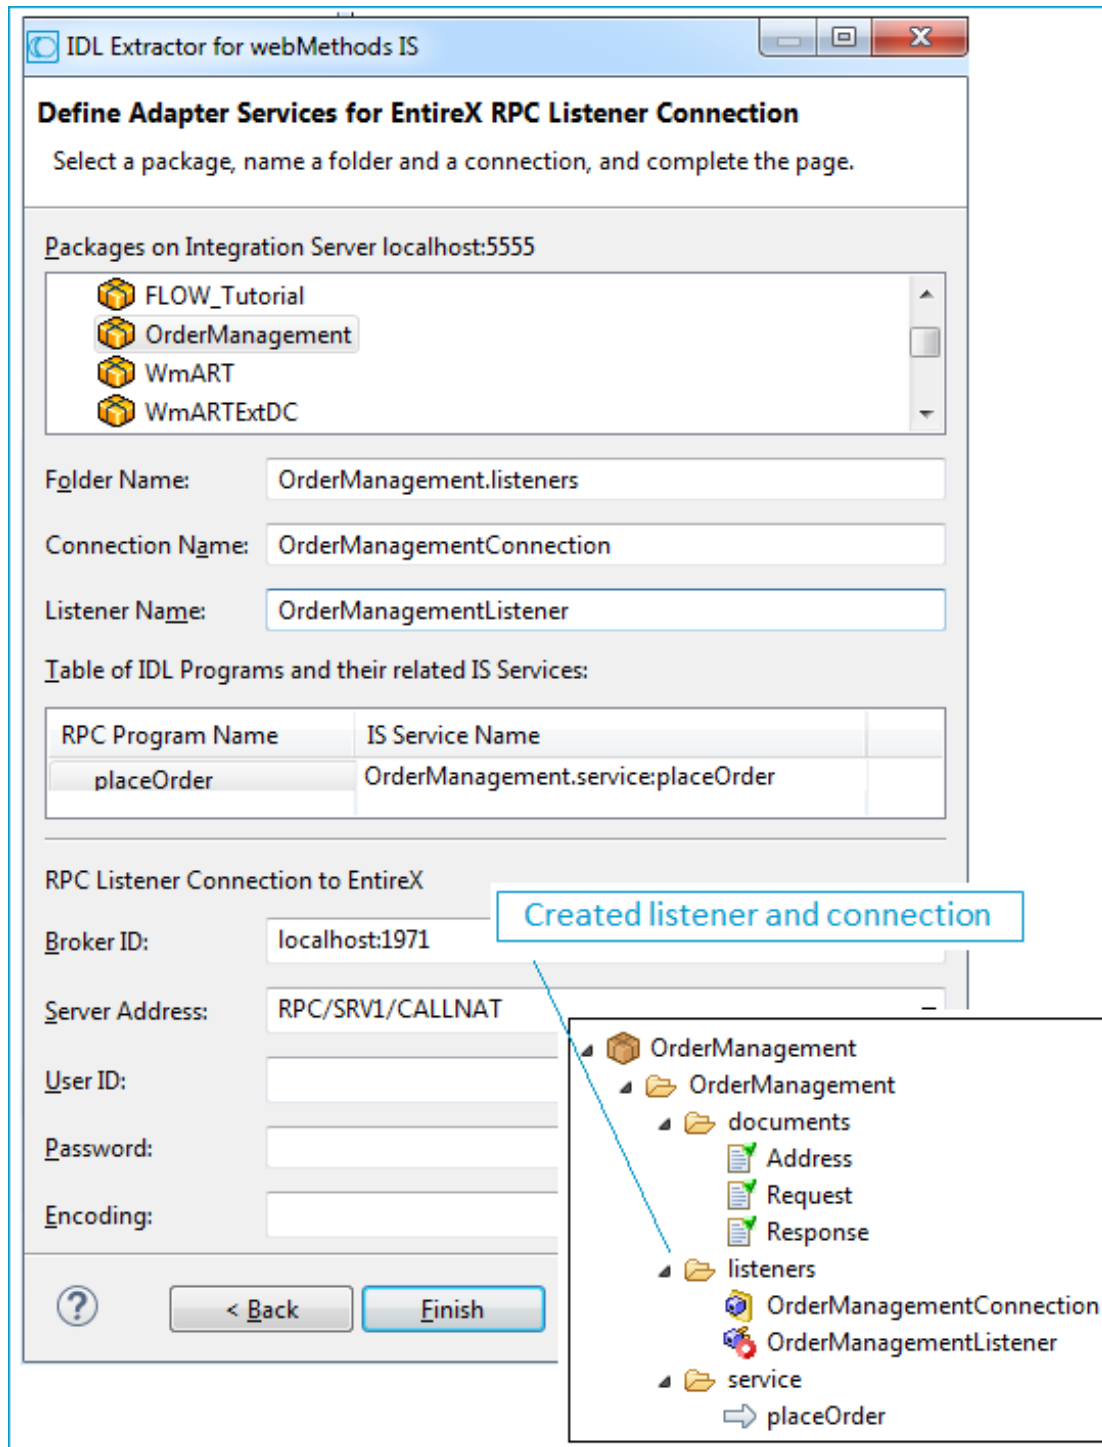 IDL Extractor for webMethods IS
Define Adapter Services for EntireX RPC Listener Connection
Select a package, name a folder and a connection, and complete the page.
Packages on Integration Server localhost:5555
FLOW_Tutorial
OrderManagement
WmART
WmARTExtDC
Folder Name: OrderManagement.listeners
Connection Name: OrderManagementConnection
Listener Name: OrderManagementListener
Table of IDL Programs and their related IS Services:
RPC Program Name IS Service Name
placeOrder OrderManagement.service:placeOrder
RPC Listener Connection to EntireX
Created listener and connection
Broker ID: localhost:1971
Server Address: RPC/SRV1/CALLNAT
User ID:
Password:
Encoding:
< Back Finish
OrderManagement
OrderManagement
documents
Address
Request
Response
listeners
OrderManagementConnection
OrderManagementListener
service
placeOrder